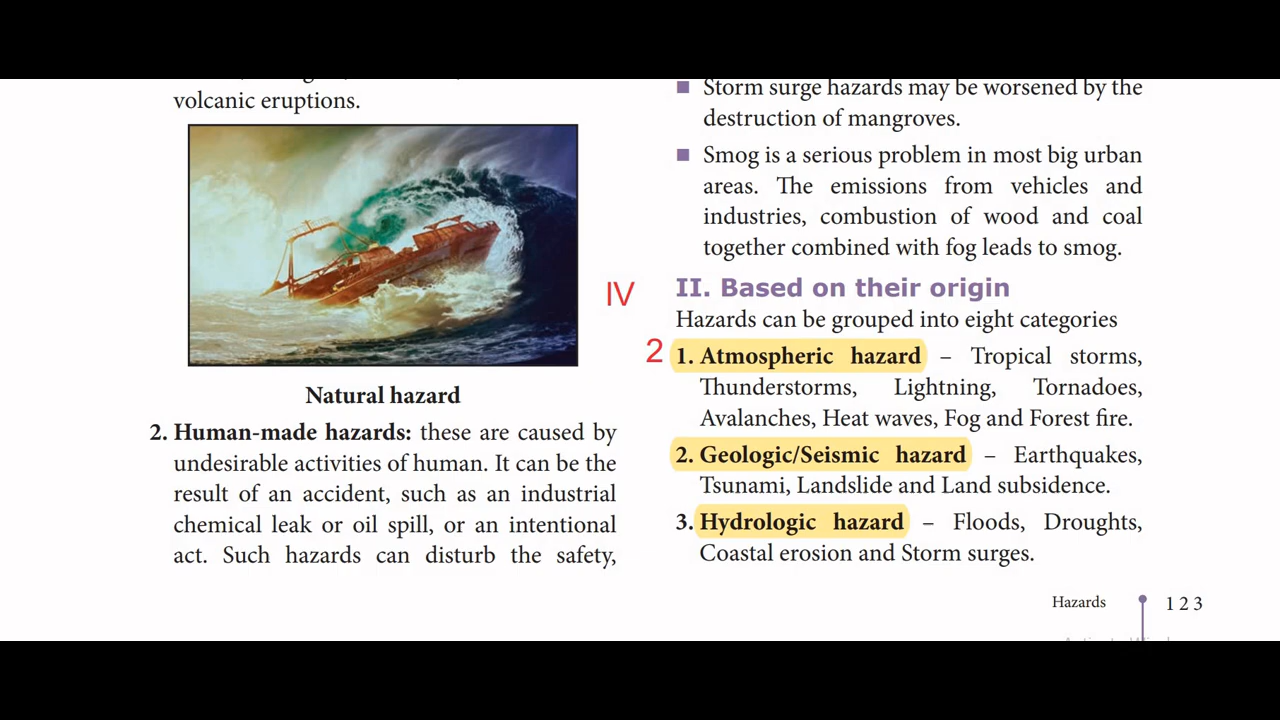 volcanic eruptions.
Natural hazard
2. Human-made hazards: these are caused by
undesirable activities of human. It can be the
result of an accident, such as an industrial
chemical leak or oil spill, or an intentional
act. Such hazards can disturb the safety,
■ Storm surge hazards may be worsened by the
destruction of mangroves.
■ Smog is a serious problem in most big urban
areas. The emissions from vehicles and
industries, combustion of wood and coal
together combined with fog leads to smog.
IV
II. Based on their origin
Hazards can be grouped into eight categories
2
1. Atmospheric hazard – Tropical storms,
Thunderstorms, Lightning, Tornadoes,
Avalanches, Heat waves, Fog and Forest fire.
2. Geologic/Seismic hazard – Earthquakes,
Tsunami, Landslide and Land subsidence.
3. Hydrologic hazard – Floods, Droughts,
Coastal erosion and Storm surges.
Hazards 123